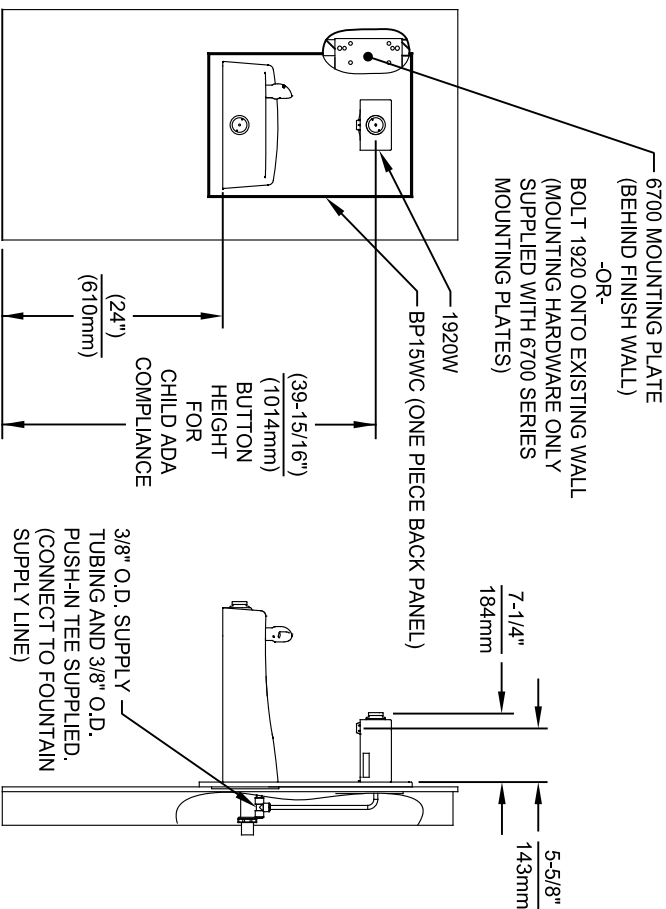 6700 MOUNTING PLATE
(BEHIND FINISH WALL)
-OR-
BOLT 1920 ONTO EXISTING WALL
(MOUNTING HARDWARE ONLY
SUPPLIED WITH 6700 SERIES
MOUNTING PLATES)
1920W
BP15WC (ONE PIECE BACK PANEL)
(24")
(610mm)
(39-15/16")
(1014mm)
BUTTON
HEIGHT
FOR
CHILD ADA
COMPLIANCE
7-1/4"
184mm
5-5/8"
143mm
3/8" O.D. SUPPLY
TUBING AND 3/8" O.D.
PUSH-IN TEE SUPPLIED.
(CONNECT TO FOUNTAIN
SUPPLY LINE)